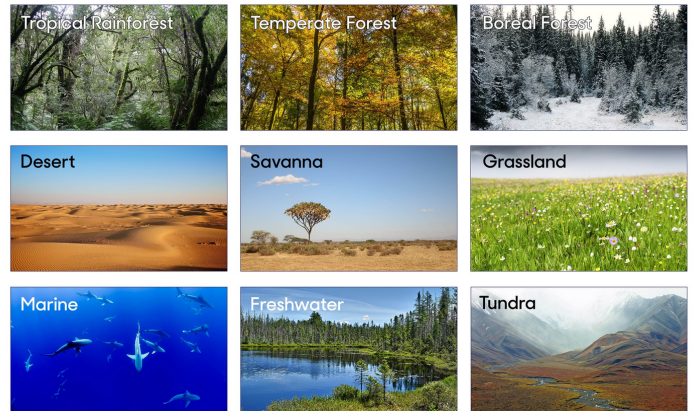 Tropical Rainforest
Temperate Forest
Boreal Forest
Desert
Savanna
Grassland
Marine
Freshwater
Tundra